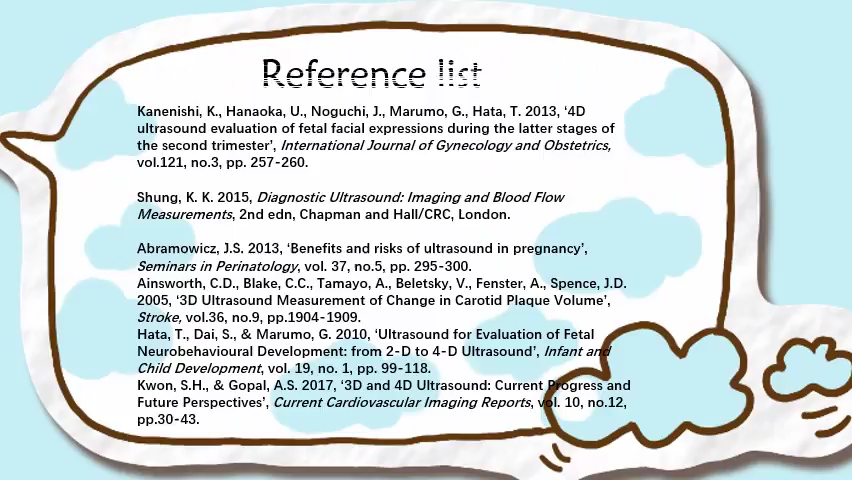 Reference list
Kanenishi, K., Hanaoka, U., Noguchi, J., Marumo, G., Hata, T. 2013, ‘4D
ultrasound evaluation of fetal facial expressions during the latter stages of
the second trimester’, International Journal of Gynecology and Obstetrics,
vol.121, no.3, pp. 257-260.
Shung, K. K. 2015, Diagnostic Ultrasound: Imaging and Blood Flow
Measurements, 2nd edn, Chapman and Hall/CRC, London.
Abramowicz, J.S. 2013, ‘Benefits and risks of ultrasound in pregnancy’,
Seminars in Perinatology, vol. 37, no.5, pp. 295-300.
Ainsworth, C.D., Blake, C.C., Tamayo, A., Beletsky, V., Fenster, A., Spence, J.D.
2005, ‘3D Ultrasound Measurement of Change in Carotid Plaque Volume’,
Stroke, vol.36, no.9, pp.1904-1909.
Hata, T., Dai, S., & Marumo, G. 2010, ‘Ultrasound for Evaluation of Fetal
Neurobehavioural Development: from 2-D to 4-D Ultrasound’, Infant and
Child Development, vol. 19, no. 1, pp. 99-118.
Kwon, S.H., & Gopal, A.S. 2017, ‘3D and 4D Ultrasound: Current Progress and
Future Perspectives’, Current Cardiovascular Imaging Reports, vol. 10, no.12,
pp.30-43.